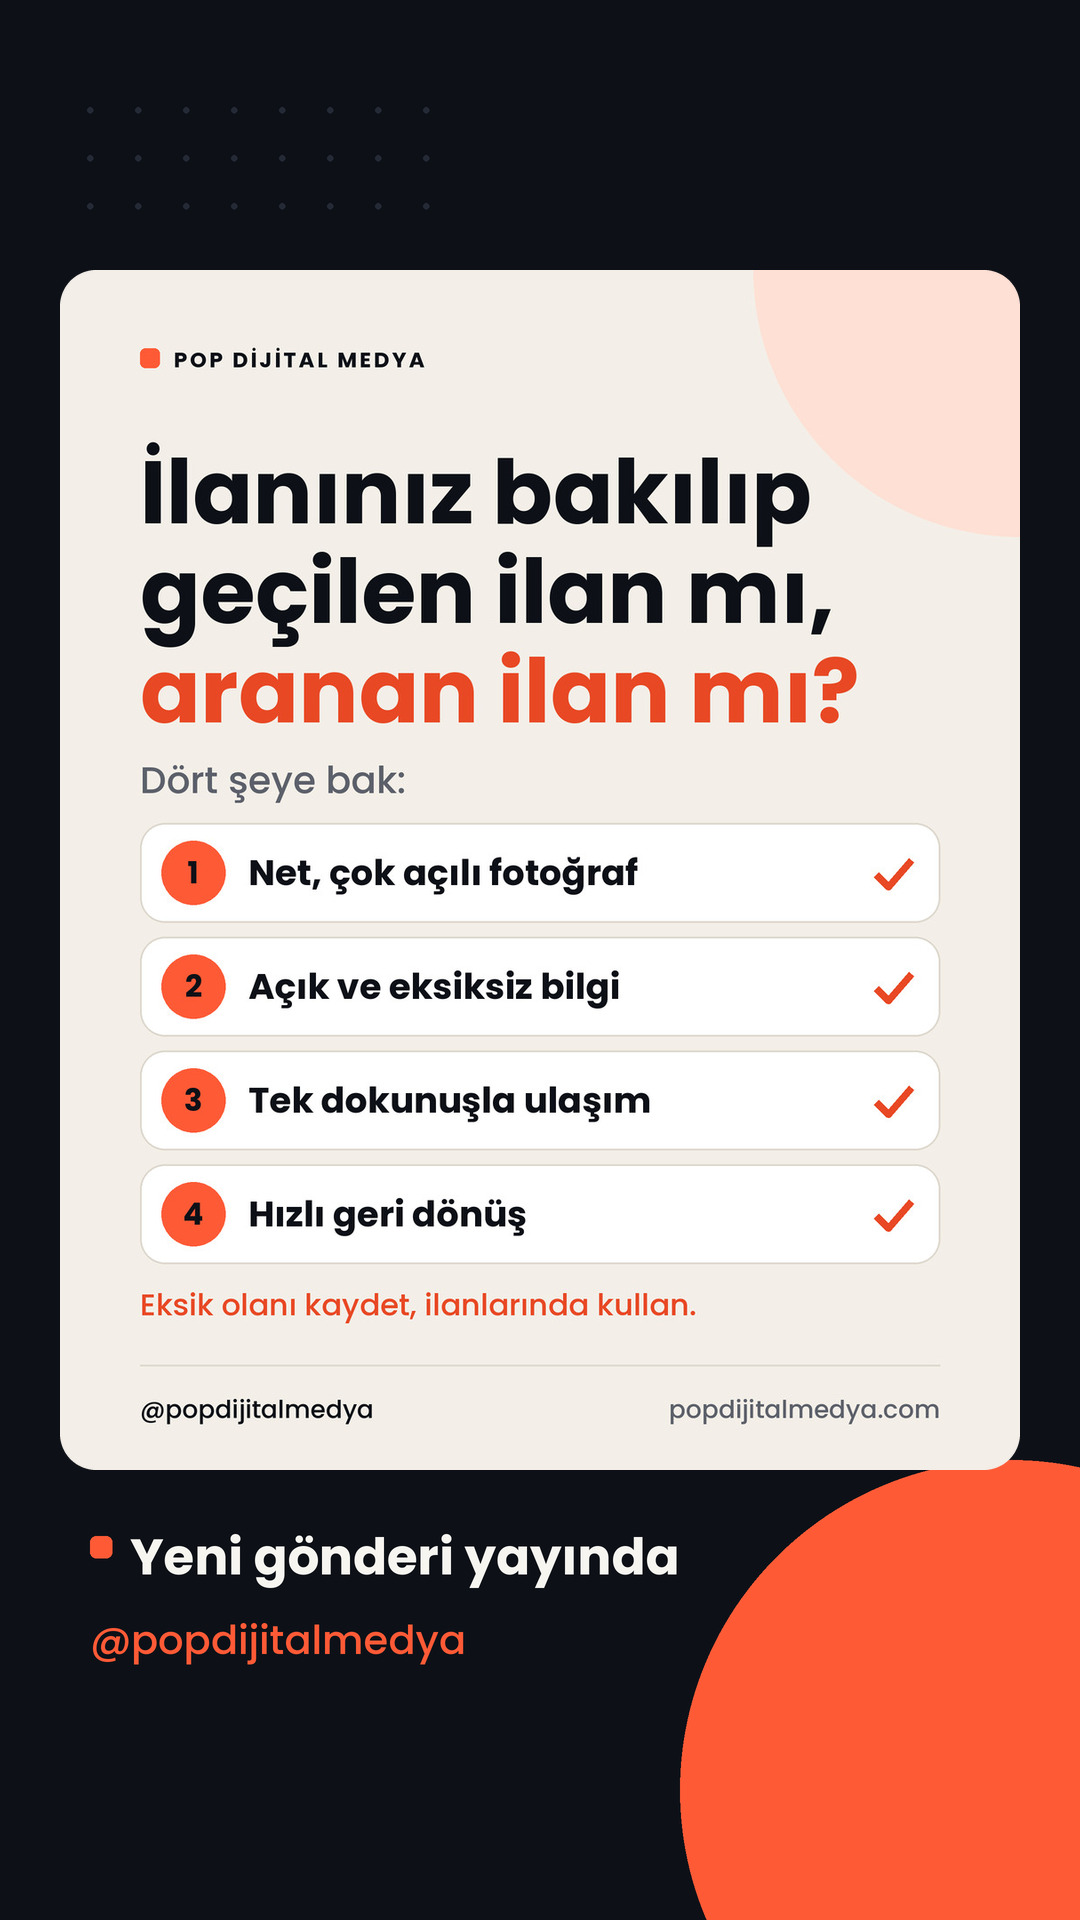 POP DİJİTAL MEDYA
İlanınız bakılıp
geçilen ilan mı,
aranan ilan mı?
Dört şeye bak:
1 Net, çok açılı fotoğraf
2 Açık ve eksiksiz bilgi
3 Tek dokunuşla ulaşım
4 Hızlı geri dönüş
Eksik olanı kaydet, ilanlarında kullan.
@popdijitalmedya popdijitalmedya.com
Yeni gönderi yayında
@popdijitalmedya